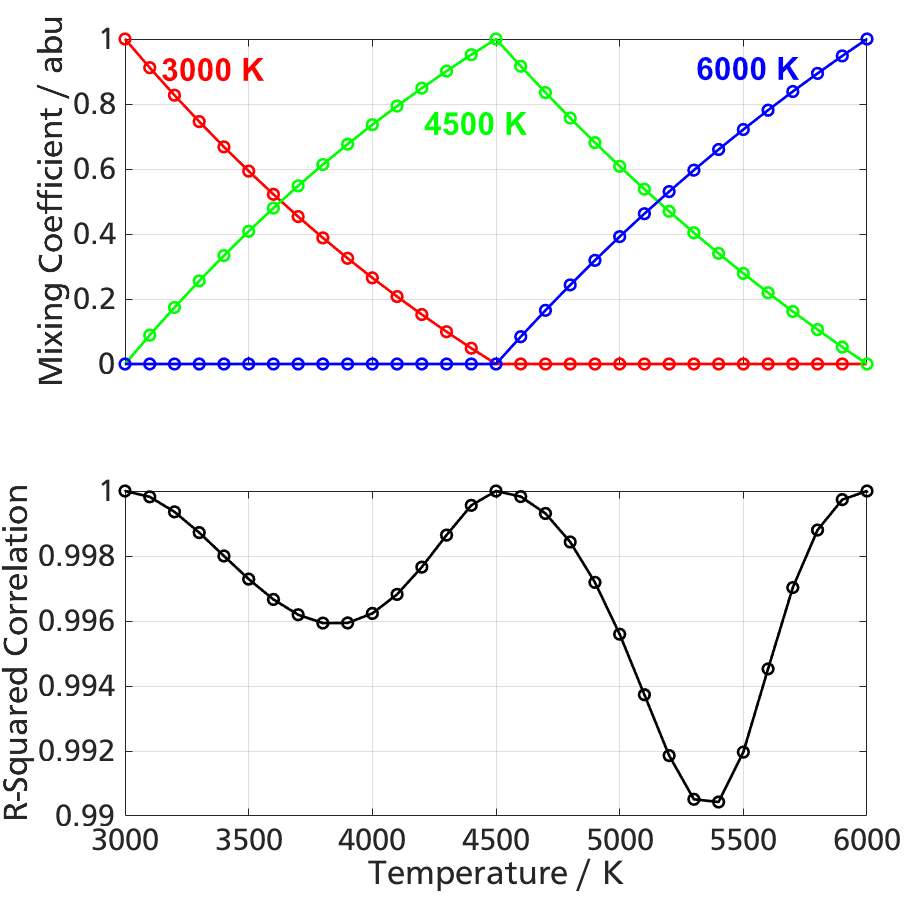 Mixing Coefficient / abu
1
0.8
0.6
0.4
0.2
0
3000 K
4500 K
6000 K
R-Squared Correlation
1
0.998
0.996
0.994
0.992
0.99
3000 3500 4000 4500 5000 5500 6000
Temperature / K